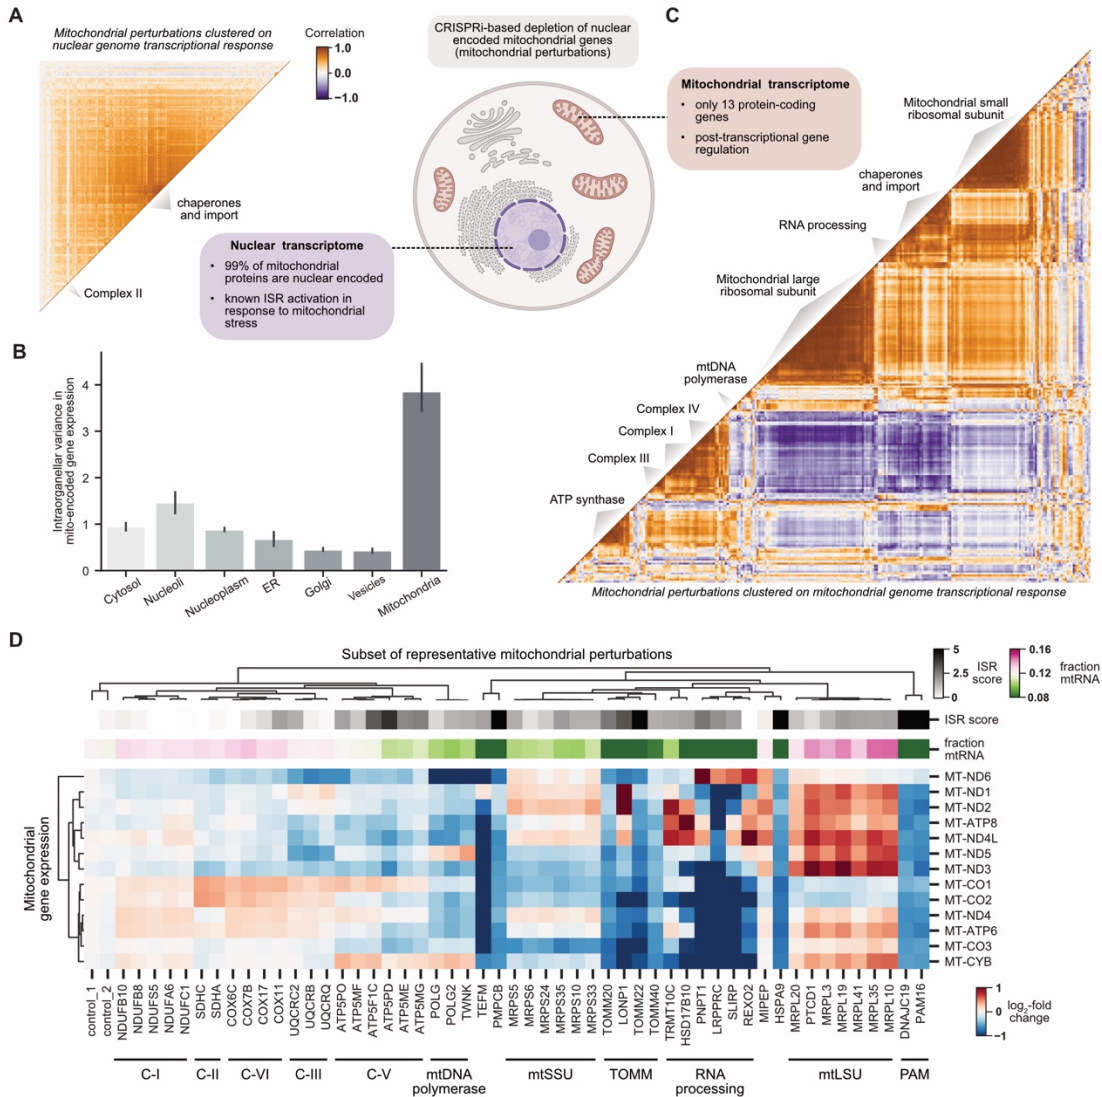 A
Mitochondrial perturbations clustered on
nuclear genome transcriptional response
Correlation
1.0
0.0
−1.0
chaperones
and import
Complex II
CRISPRi-based depletion of nuclear
encoded mitochondrial genes
(mitochondrial perturbations)
Nuclear transcriptome
• 99% of mitochondrial
proteins are nuclear encoded
• known ISR activation in
response to mitochondrial
stress
Mitochondrial transcriptome
• only 13 protein-coding
genes
• post-transcriptional gene
regulation
C
Mitochondrial small
ribosomal subunit
chaperones
and import
RNA processing
Mitochondrial large
ribosomal subunit
mtDNA
polymerase
Complex IV
Complex I
Complex III
ATP synthase
Mitochondrial perturbations clustered on mitochondrial genome transcriptional response
B
Intraorganellar variance in
mito-encoded gene expression
4
3
2
1
0
Cytosol
Nucleoli
Nucleoplasm
ER
Golgi
Vesicles
Mitochondria
D
Subset of representative mitochondrial perturbations
5
2.5
0
ISR
score
0.16
0.08
fraction
mtRNA
ISR score
fraction
mtRNA
Mitochondrial
gene expression
MT-ND6
MT-ND1
MT-ND2
MT-ATP8
MT-ND4L
MT-ND5
MT-ND3
MT-CO1
MT-CO2
MT-ND4
MT-ATP6
MT-CO3
MT-CYB
control_1
control_2
NDUFB10
NDUFB8
NDUFS5
NDUFA6
NDUFC1
SDHC
SDHA
COX6C
COX7B
COX17
COX11
UQCRC2
UQCRB
UQCRQ
ATP5PO
ATP5MF
ATP5F1C
ATP5PD
ATP5ME
ATP5MG
POLG
POLG2
TWNK
TEFM
PMPCB
MRPS5
MRPS6
MRPS24
MRPS35
MRPS10
MRPS33
TOMM20
LONP1
TOMM22
TOMM40
TRMT10C
HSD17B10
PNPT1
LRPPRC
SLIRP
REXO2
MIPEP
HSPA9
MRPL20
PTCD1
MRPL3
MRPL19
MRPL41
MRPL35
MRPL10
DNAJC19
PAM16
C-I
C-II
C-VI
C-III
C-V
mtDNA
polymerase
mtSSU
TOMM
RNA
processing
mtLSU
PAM
1
0
−1
log2-fold
change